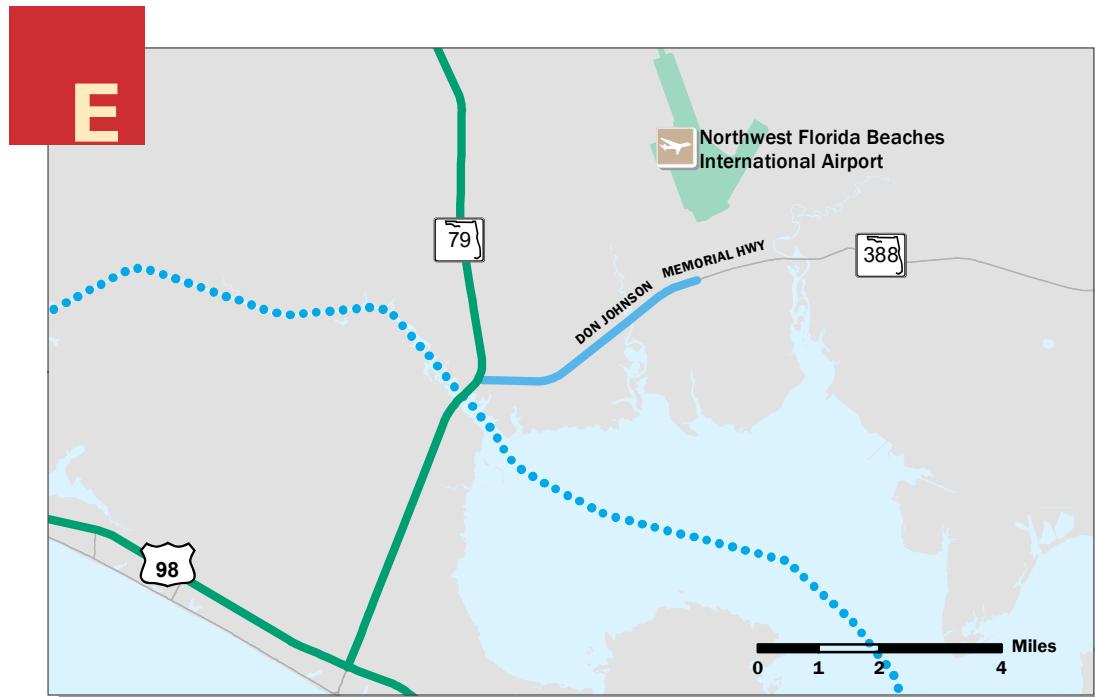 E
Northwest Florida Beaches
International Airport
79
DON JOHNSON MEMORIAL HWY
388
98
Miles
0 1 2 4